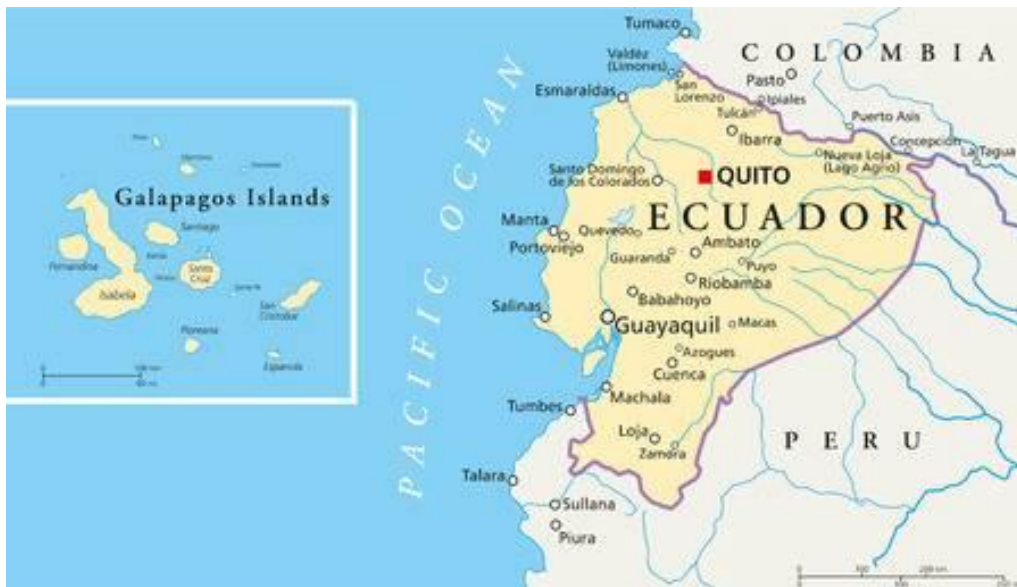 Tumaco
COLOMBIA
Valdéz
(Limones)
San
Lorenzo
Pasto
Ipiales
Tulcán
Esmeraldas
Puerto Asis
Ibarra
Concepción
La Tagua
Nueva Loja
(Lago Agrio)
Santo Domingo
de los Colorados
QUITO
ECUADOR
Galapagos Islands
Santiago
Fernandina
Santa
Cruz
Isabela
San
Cristobal
Floreana
Espanola
PACIFIC OCEAN
Manta
Portoviejo
Quevedo
Ambato
Guaranda
Puyo
Riobamba
Babahoyo
Salinas
Guayaquil
Macas
Azogues
Cuenca
Machala
Tumbes
Loja
Zamora
PERU
Talara
Sullana
Piura